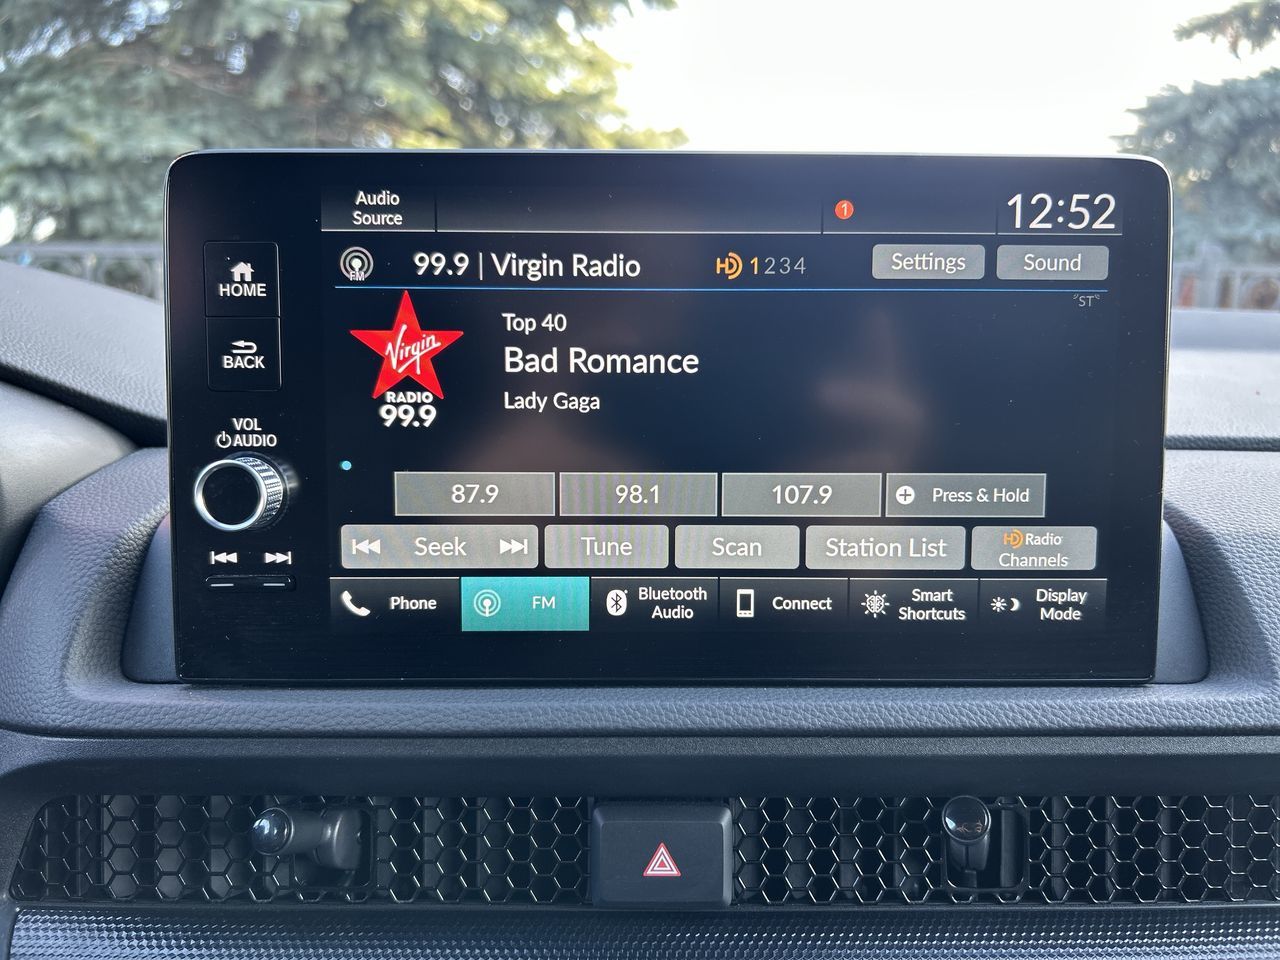 Audio
Source
1
12:52
HOME
FM
99.9 | Virgin Radio
HD 1234
Settings
Sound
"ST"
Virgin
RADIO
99.9
Top 40
Bad Romance
Lady Gaga
BACK
VOL
AUDIO
87.9
98.1
107.9
Press & Hold
Seek
Tune
Scan
Station List
HD Radio
Channels
Phone
FM
Bluetooth
Audio
Connect
Smart
Shortcuts
Display
Mode